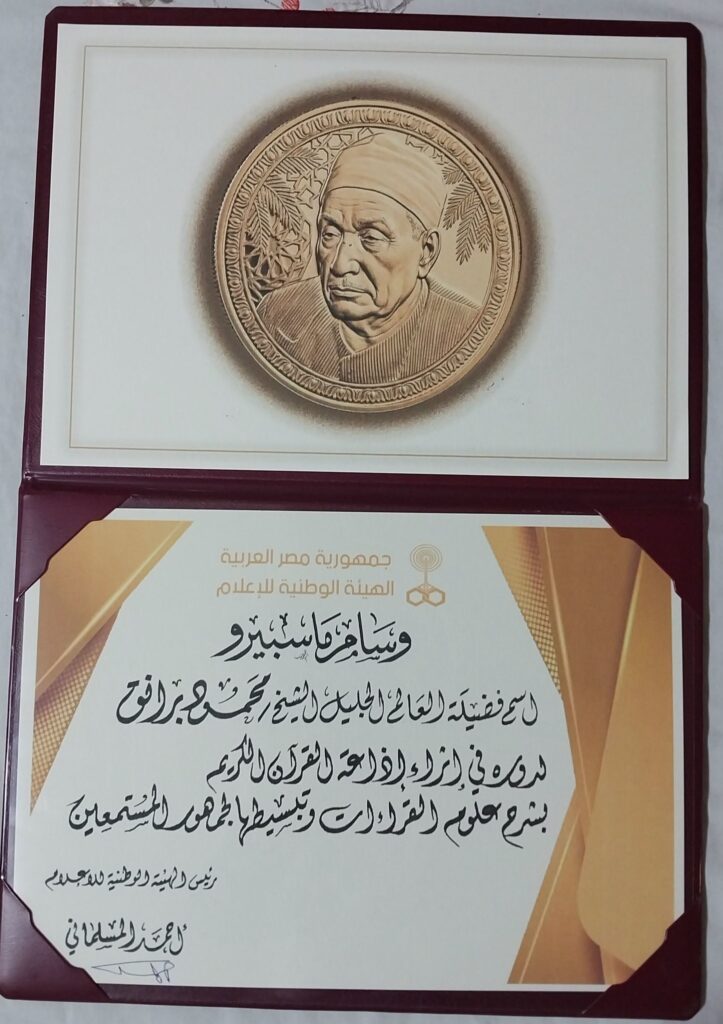 جمهورية مصر العربية
الهيئة الوطنية للإعلام
وسام ماسبيرو
اسم فضيلة العالم الجليل الشيخ/ محمود برانق
لدوره في إثراء إذاعة القرآن الكريم
بشرح علوم القراءات وتبسيطها لجمهور المستمعين
رئيس الهيئة الوطنية للاعلام
أحمد المسلماني